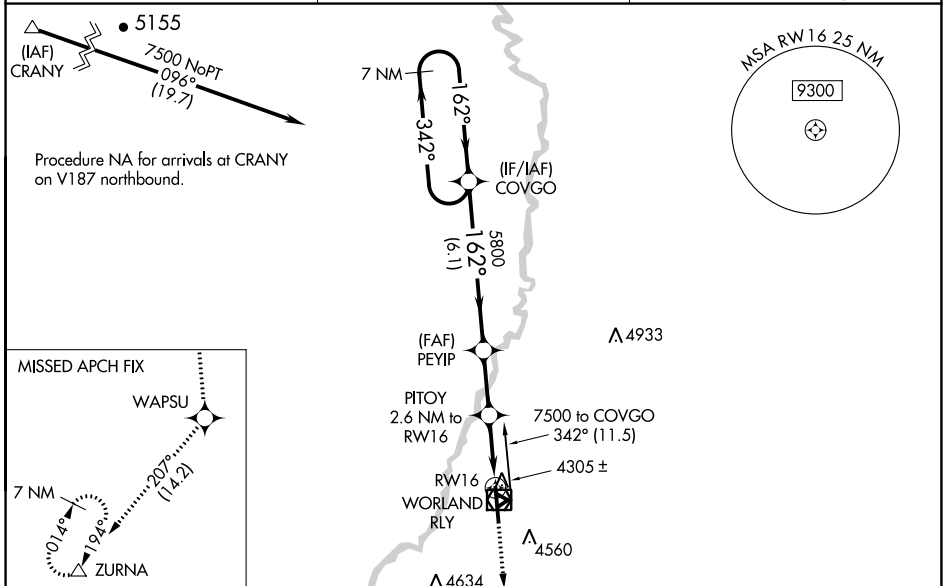 (IAF)
CRANY
5155
7500 NoPT
096°
(19.7)
Procedure NA for arrivals at CRANY
on V187 northbound.
7 NM
162°
342°
(IF/IAF)
COVGO
5800
162°
(6.1)
MSA RW16 25 NM
9300
(FAF)
PEYIP
4933
PITOY
2.6 NM to
RW16
7500 to COVGO
342° (11.5)
4305 ±
RW16
WORLAND
RLY
4560
4634
MISSED APCH FIX
WAPSU
207°
(14.2)
7 NM
014°
194°
ZURNA